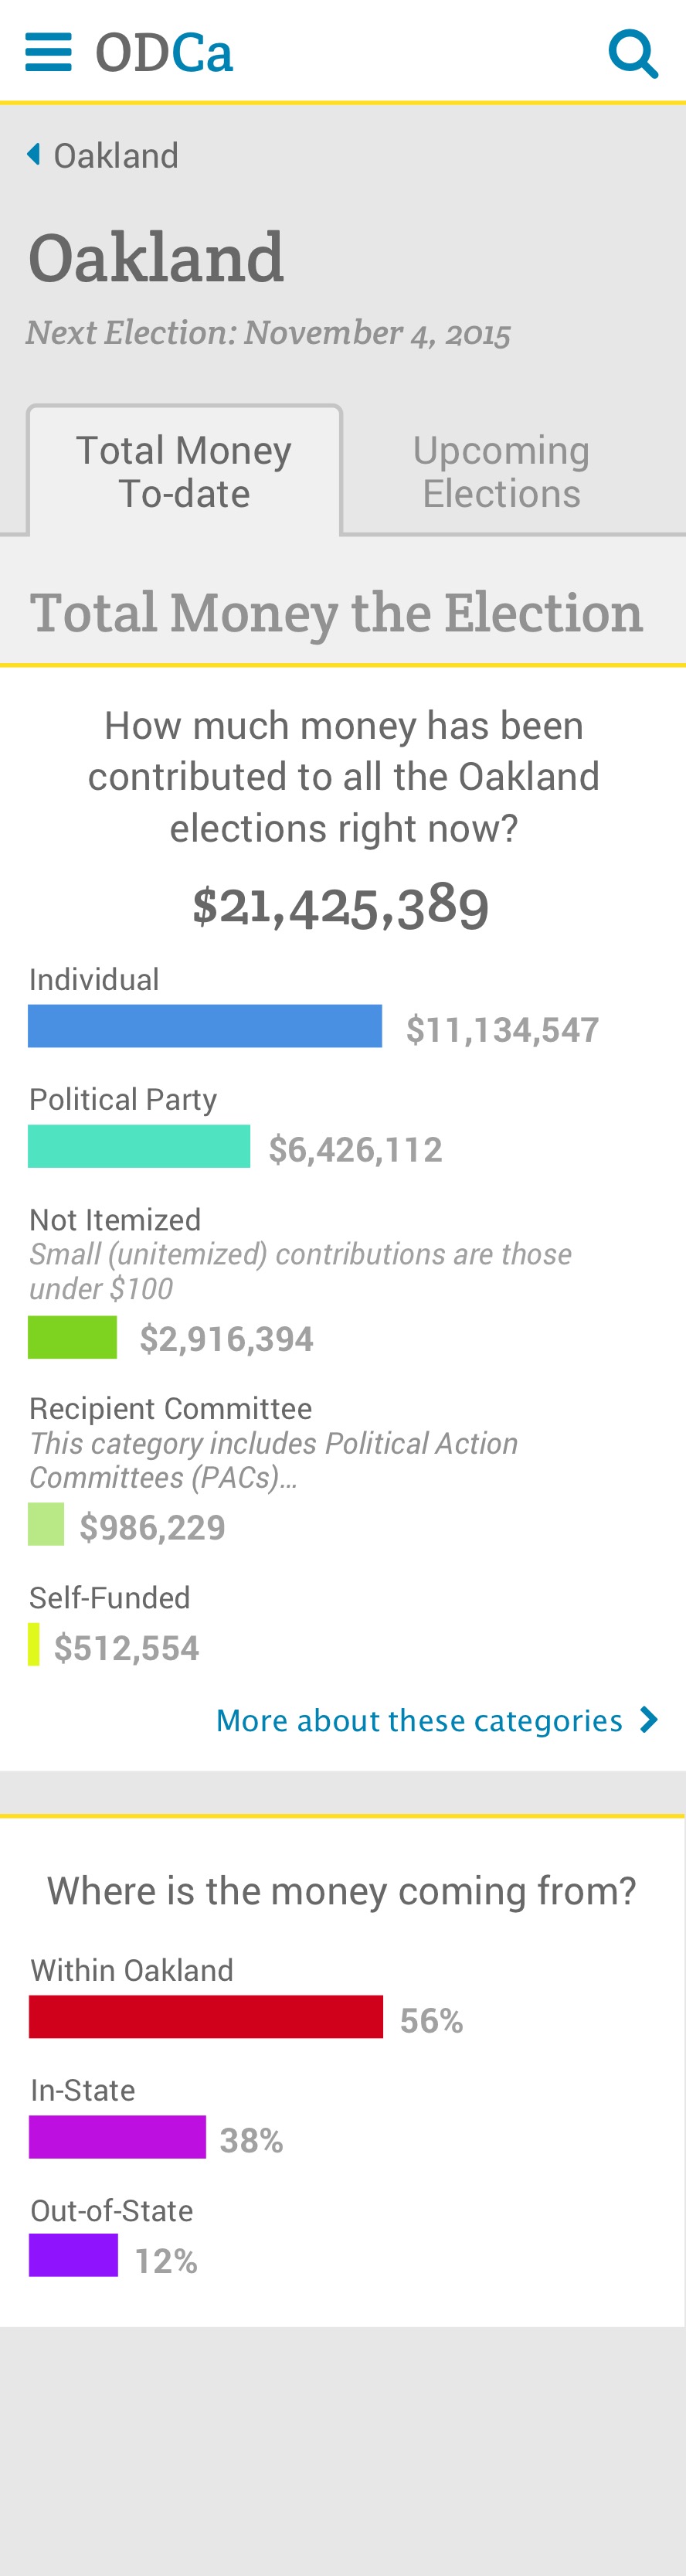 ODCa
Oakland
Oakland
Next Election: November 4, 2015
Total Money
To-date
Upcoming
Elections
Total Money the Election
How much money has been
contributed to all the Oakland
elections right now?
$21,425,389
Individual
$11,134,547
Political Party
$6,426,112
Not Itemized
Small (unitemized) contributions are those
under $100
$2,916,394
Recipient Committee
This category includes Political Action
Committees (PACs)...
$986,229
Self-Funded
$512,554
More about these categories
Where is the money coming from?
Within Oakland
56%
In-State
38%
Out-of-State
12%